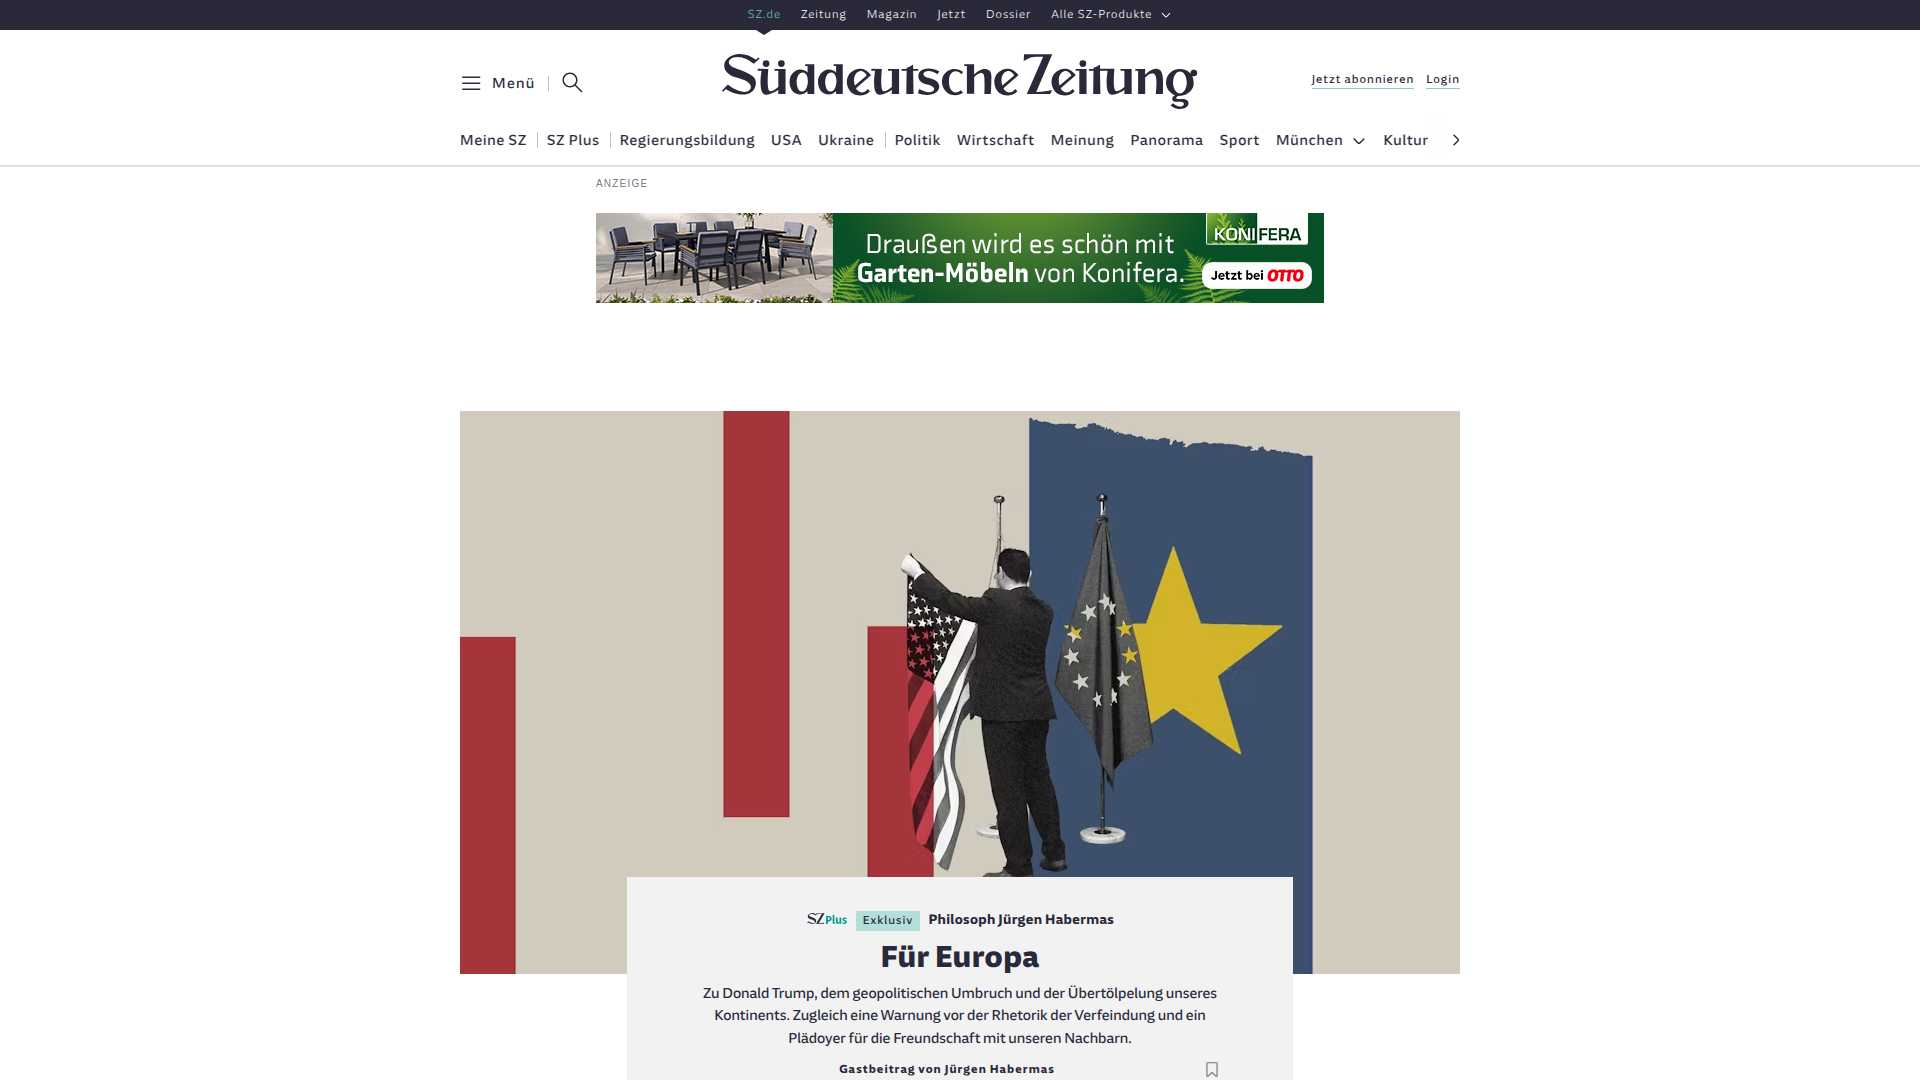 SZ.de Zeitung Magazin Jetzt Dossier Alle SZ-Produkte
Menü
Süddeutsche Zeitung
Jetzt abonnieren Login
Meine SZ SZ Plus Regierungsbildung USA Ukraine Politik Wirtschaft Meinung Panorama Sport München Kultur
ANZEIGE
Draußen wird es schön mit
Garten-Möbeln von Konifera.
KONIFERA
Jetzt bei OTTO
SZ Plus Exklusiv Philosoph Jürgen Habermas
Für Europa
Zu Donald Trump, dem geopolitischen Umbruch und der Übertölpelung unseres
Kontinents. Zugleich eine Warnung vor der Rhetorik der Verfeindung und ein
Plädoyer für die Freundschaft mit unseren Nachbarn.
Gastbeitrag von Jürgen Habermas